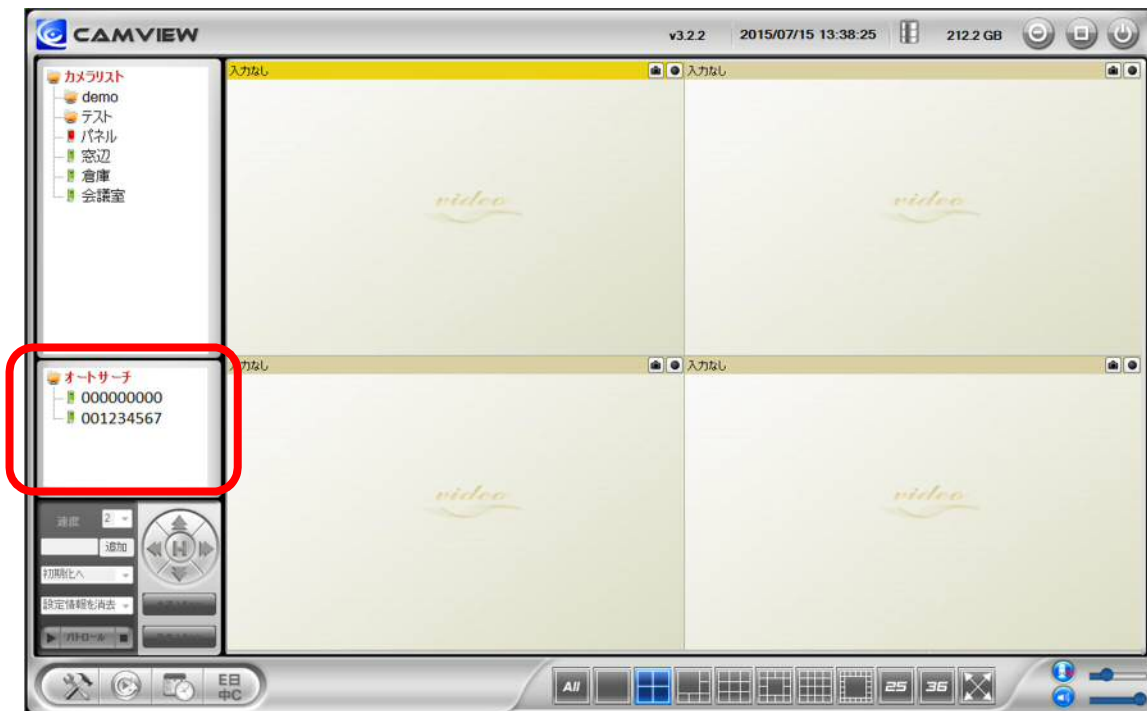 CAMVIEW
v3.2.2 2015/07/15 13:38:25 212.2 GB
カメラリスト
demo
テスト
パネル
窓辺
倉庫
会議室
入力なし
入力なし
video
video
オートサーチ
000000000
001234567
入力なし
入力なし
video
video
速度 2
追加
初期化へ
設定情報を消去
パトロール
E日
中C
All
25 36